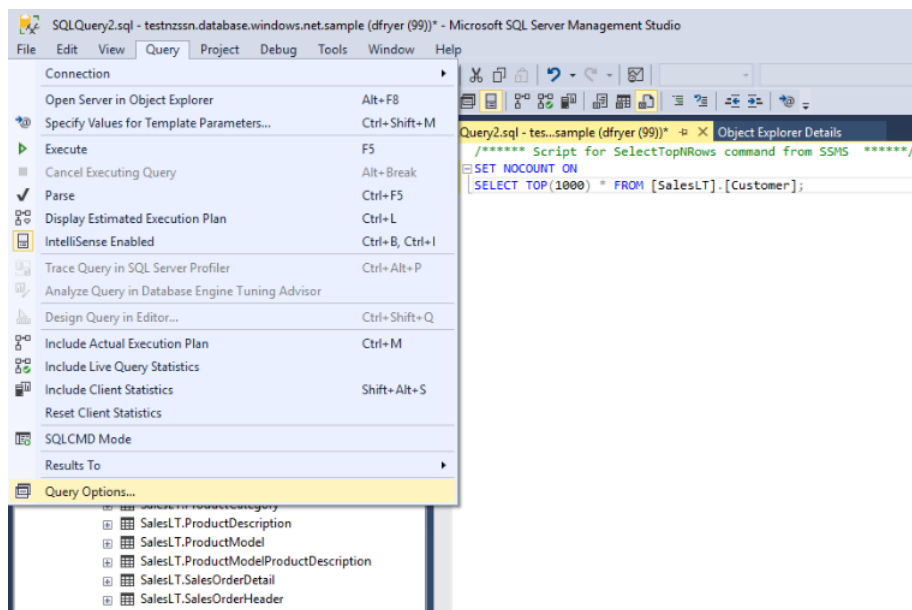 SQLQuery2.sql - testnzssn.database.windows.net.sample (dfryer (99))* - Microsoft SQL Server Management Studio
File Edit View Query Project Debug Tools Window Help
Connection
Open Server in Object Explorer Alt+F8
Specify Values for Template Parameters... Ctrl+Shift+M
Execute F5
Cancel Executing Query Alt+Break
Parse Ctrl+F5
Display Estimated Execution Plan Ctrl+L
IntelliSense Enabled Ctrl+B, Ctrl+I
Trace Query in SQL Server Profiler Ctrl+Alt+P
Analyze Query in Database Engine Tuning Advisor
Design Query in Editor... Ctrl+Shift+Q
Include Actual Execution Plan Ctrl+M
Include Live Query Statistics
Include Client Statistics Shift+Alt+S
Reset Client Statistics
SQLCMD Mode
Results To
Query Options...
SalesLT.ProductCategory
SalesLT.ProductDescription
SalesLT.ProductModel
SalesLT.ProductModelProductDescription
SalesLT.SalesOrderDetail
SalesLT.SalesOrderHeader
Query2.sql - tes...sample (dfryer (99))* Object Explorer Details
/****** Script for SelectTopNRows command from SSMS ******/
SET NOCOUNT ON
SELECT TOP(1000) * FROM [SalesLT].[Customer];